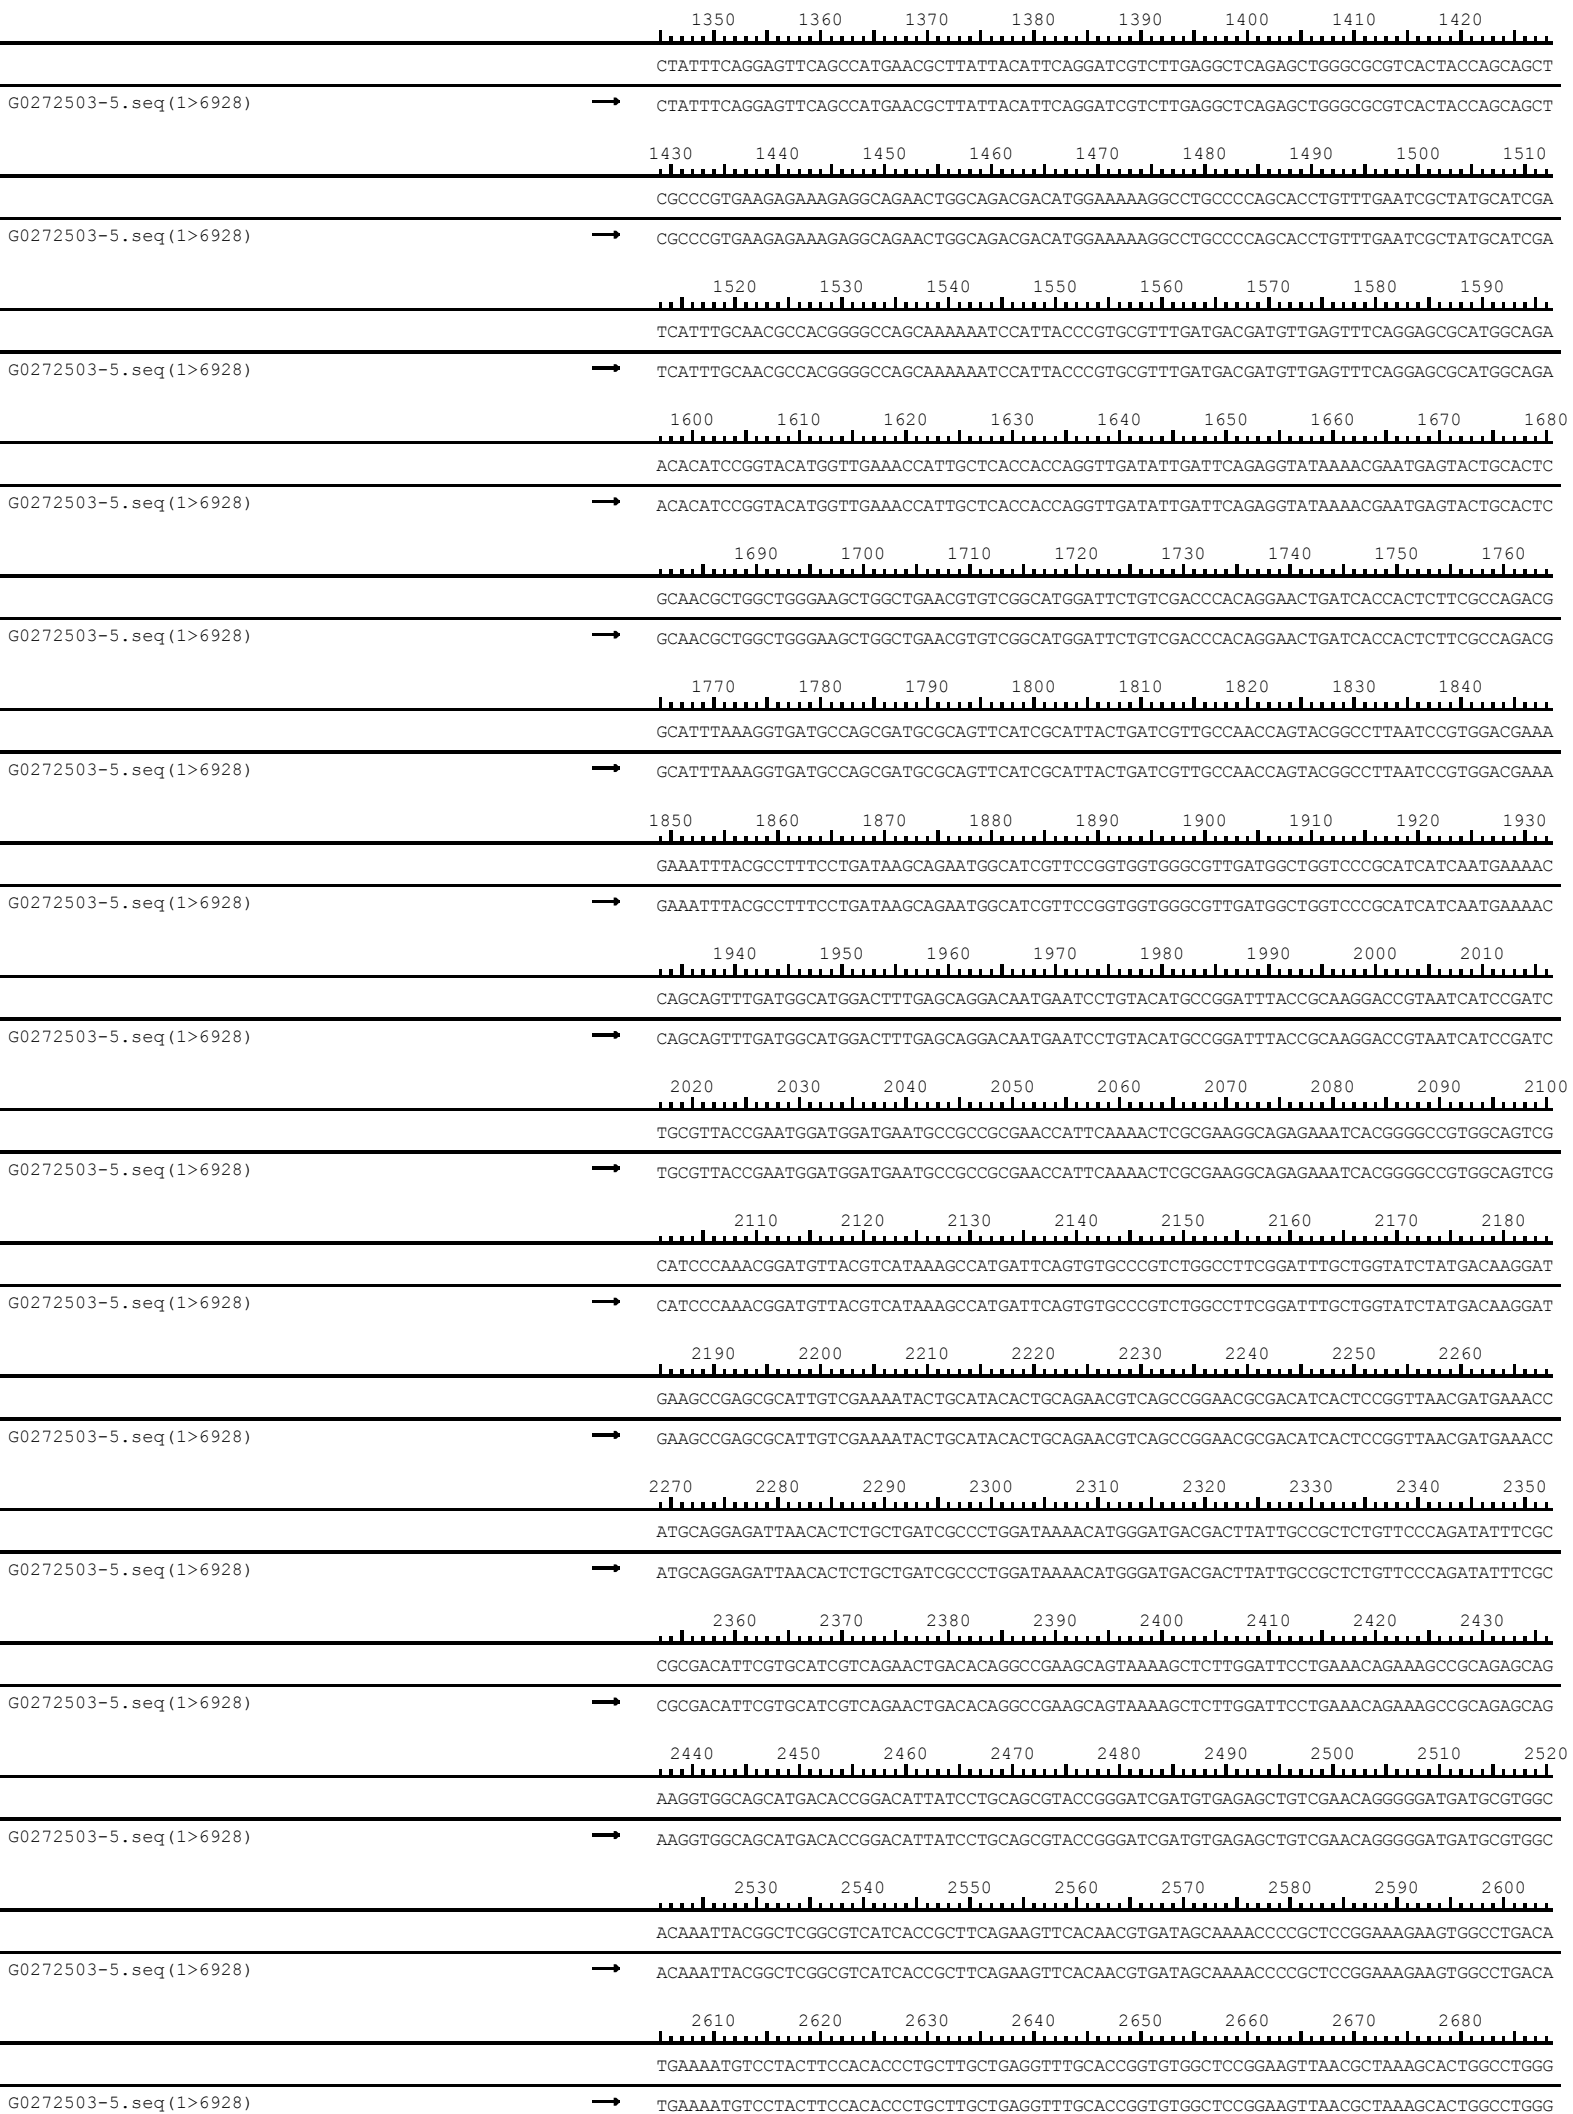 1350 1360 1370 1380 1390 1400 1410 1420
CTATTTCAGGAGTTCAGCCATGAACGCTTATTACATTCAGGATCGTCTTGAGGCTCAGAGCTGGGCGCGTCACTACCAGCAGCT
G0272503-5.seq(1>6928) → CTATTTCAGGAGTTCAGCCATGAACGCTTATTACATTCAGGATCGTCTTGAGGCTCAGAGCTGGGCGCGTCACTACCAGCAGCT
1430 1440 1450 1460 1470 1480 1490 1500 1510
CGCCCGTGAAGAGAAAGAGGCAGAACTGGCAGACGACATGGAAAAAGGCCTGCCCCAGCACCTGTTTGAATCGCTATGCATCGA
G0272503-5.seq(1>6928) → CGCCCGTGAAGAGAAAGAGGCAGAACTGGCAGACGACATGGAAAAAGGCCTGCCCCAGCACCTGTTTGAATCGCTATGCATCGA
1520 1530 1540 1550 1560 1570 1580 1590
TCATTTGCAACGCCACGGGGCCAGCAAAAAATCCATTACCCGTGCGTTTGATGACGATGTTGAGTTTCAGGAGCGCATGGCAGA
G0272503-5.seq(1>6928) → TCATTTGCAACGCCACGGGGCCAGCAAAAAATCCATTACCCGTGCGTTTGATGACGATGTTGAGTTTCAGGAGCGCATGGCAGA
1600 1610 1620 1630 1640 1650 1660 1670 1680
ACACATCCGGTACATGGTTGAAACCATTGCTCACCACCAGGTTGATATTGATTCAGAGGTATAAAACGAATGAGTACTGCACTC
G0272503-5.seq(1>6928) → ACACATCCGGTACATGGTTGAAACCATTGCTCACCACCAGGTTGATATTGATTCAGAGGTATAAAACGAATGAGTACTGCACTC
1690 1700 1710 1720 1730 1740 1750 1760
GCAACGCTGGCTGGGAAGCTGGCTGAACGTGTCGGCATGGATTCTGTCGACCCACAGGAACTGATCACCACTCTTCGCCAGACG
G0272503-5.seq(1>6928) → GCAACGCTGGCTGGGAAGCTGGCTGAACGTGTCGGCATGGATTCTGTCGACCCACAGGAACTGATCACCACTCTTCGCCAGACG
1770 1780 1790 1800 1810 1820 1830 1840
GCATTTAAAGGTGATGCCAGCGATGCGCAGTTCATCGCATTACTGATCGTTGCCAACCAGTACGGCCTTAATCCGTGGACGAAA
G0272503-5.seq(1>6928) → GCATTTAAAGGTGATGCCAGCGATGCGCAGTTCATCGCATTACTGATCGTTGCCAACCAGTACGGCCTTAATCCGTGGACGAAA
1850 1860 1870 1880 1890 1900 1910 1920 1930
GAAATTTACGCCTTTCCTGATAAGCAGAATGGCATCGTTCCGGTGGTGGGCGTTGATGGCTGGTCCCGCATCATCAATGAAAAC
G0272503-5.seq(1>6928) → GAAATTTACGCCTTTCCTGATAAGCAGAATGGCATCGTTCCGGTGGTGGGCGTTGATGGCTGGTCCCGCATCATCAATGAAAAC
1940 1950 1960 1970 1980 1990 2000 2010
CAGCAGTTTGATGGCATGGACTTTGAGCAGGACAATGAATCCTGTACATGCCGGATTTACCGCAAGGACCGTAATCATCCGATC
G0272503-5.seq(1>6928) → CAGCAGTTTGATGGCATGGACTTTGAGCAGGACAATGAATCCTGTACATGCCGGATTTACCGCAAGGACCGTAATCATCCGATC
2020 2030 2040 2050 2060 2070 2080 2090 2100
TGCGTTACCGAATGGATGGATGAATGCCGCCGCGAACCATTCAAAACTCGCGAAGGCAGAGAAATCACGGGGCCGTGGCAGTCG
G0272503-5.seq(1>6928) → TGCGTTACCGAATGGATGGATGAATGCCGCCGCGAACCATTCAAAACTCGCGAAGGCAGAGAAATCACGGGGCCGTGGCAGTCG
2110 2120 2130 2140 2150 2160 2170 2180
CATCCCAAACGGATGTTACGTCATAAAGCCATGATTCAGTGTGCCCGTCTGGCCTTCGGATTTGCTGGTATCTATGACAAGGAT
G0272503-5.seq(1>6928) → CATCCCAAACGGATGTTACGTCATAAAGCCATGATTCAGTGTGCCCGTCTGGCCTTCGGATTTGCTGGTATCTATGACAAGGAT
2190 2200 2210 2220 2230 2240 2250 2260
GAAGCCGAGCGCATTGTCGAAAATACTGCATACACTGCAGAACGTCAGCCGGAACGCGACATCACTCCGGTTAACGATGAAACC
G0272503-5.seq(1>6928) → GAAGCCGAGCGCATTGTCGAAAATACTGCATACACTGCAGAACGTCAGCCGGAACGCGACATCACTCCGGTTAACGATGAAACC
2270 2280 2290 2300 2310 2320 2330 2340 2350
ATGCAGGAGATTAACACTCTGCTGATCGCCCTGGATAAAACATGGGATGACGACTTATTGCCGCTCTGTTCCCAGATATTTCGC
G0272503-5.seq(1>6928) → ATGCAGGAGATTAACACTCTGCTGATCGCCCTGGATAAAACATGGGATGACGACTTATTGCCGCTCTGTTCCCAGATATTTCGC
2360 2370 2380 2390 2400 2410 2420 2430
CGCGACATTCGTGCATCGTCAGAACTGACACAGGCCGAAGCAGTAAAAGCTCTTGGATTCCTGAAACAGAAAGCCGCAGAGCAG
G0272503-5.seq(1>6928) → CGCGACATTCGTGCATCGTCAGAACTGACACAGGCCGAAGCAGTAAAAGCTCTTGGATTCCTGAAACAGAAAGCCGCAGAGCAG
2440 2450 2460 2470 2480 2490 2500 2510 2520
AAGGTGGCAGCATGACACCGGACATTATCCTGCAGCGTACCGGGATCGATGTGAGAGCTGTCGAACAGGGGGATGATGCGTGGC
G0272503-5.seq(1>6928) → AAGGTGGCAGCATGACACCGGACATTATCCTGCAGCGTACCGGGATCGATGTGAGAGCTGTCGAACAGGGGGATGATGCGTGGC
2530 2540 2550 2560 2570 2580 2590 2600
ACAAATTACGGCTCGGCGTCATCACCGCTTCAGAAGTTCACAACGTGATAGCAAAACCCCGCTCCGGAAAGAAGTGGCCTGACA
G0272503-5.seq(1>6928) → ACAAATTACGGCTCGGCGTCATCACCGCTTCAGAAGTTCACAACGTGATAGCAAAACCCCGCTCCGGAAAGAAGTGGCCTGACA
2610 2620 2630 2640 2650 2660 2670 2680
TGAAAATGTCCTACTTCCACACCCTGCTTGCTGAGGTTTGCACCGGTGTGGCTCCGGAAGTTAACGCTAAAGCACTGGCCTGGG
G0272503-5.seq(1>6928) → TGAAAATGTCCTACTTCCACACCCTGCTTGCTGAGGTTTGCACCGGTGTGGCTCCGGAAGTTAACGCTAAAGCACTGGCCTGGG